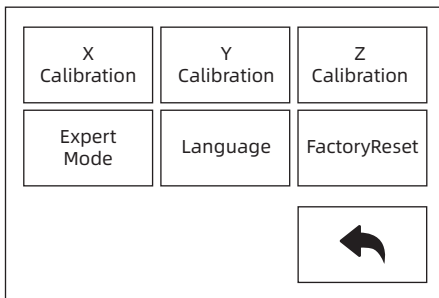 X
Calibration
Y
Calibration
Z
Calibration
Expert
Mode
Language
FactoryReset